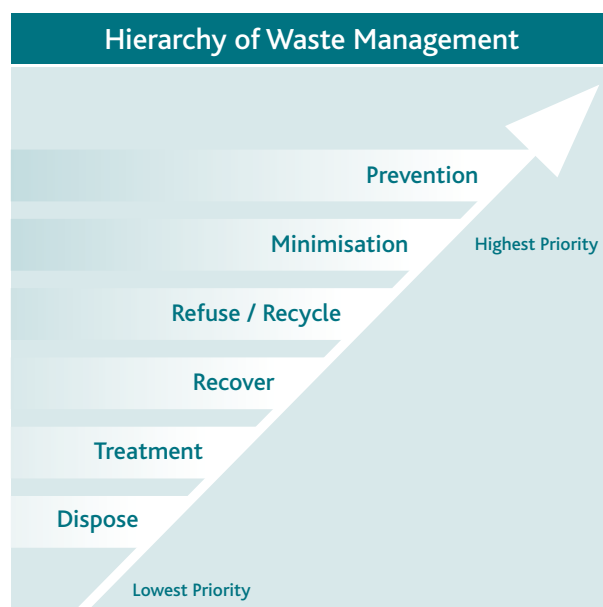 Hierarchy of Waste Management
Prevention
Minimisation
Highest Priority
Refuse / Recycle
Recover
Treatment
Dispose
Lowest Priority